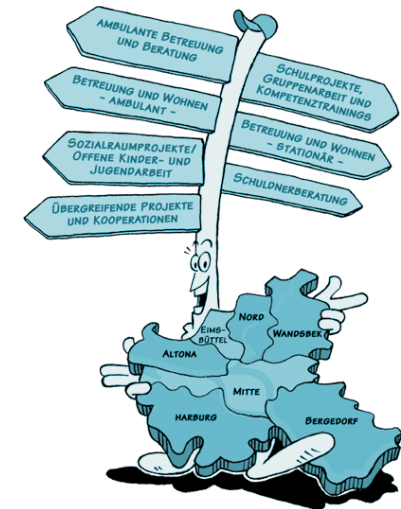 AMBULANTE BETREUUNG
UND BERATUNG
SCHULPROJEKTE,
GRUPPENARBEIT UND
KOMPETENZTRAININGS
BETREUUNG UND WOHNEN
- AMBULANT -
BETREUUNG UND WOHNEN
- STATIONÄR -
SOZIALRAUMPROJEKTE/
OFFENE KINDER- UND
JUGENDARBEIT
SCHULDNERBERATUNG
ÜBERGREIFENDE PROJEKTE
UND KOOPERATIONEN
NORD
EIMS-
BÜTTEL
WANDSBEK
ALTONA
MITTE
HARBURG
BERGEDORF